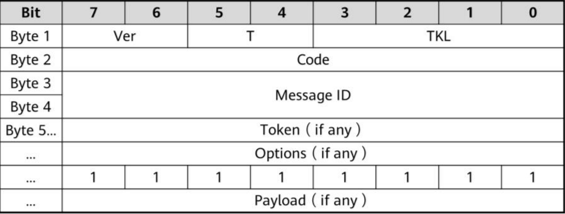 Bit 7 6 5 4 3 2 1 0
Byte 1 Ver T TKL
Byte 2 Code
Byte 3
Message ID
Byte 4
Byte 5... Token（if any）
... Options（if any）
... 1 1 1 1 1 1 1 1
... Payload（if any）